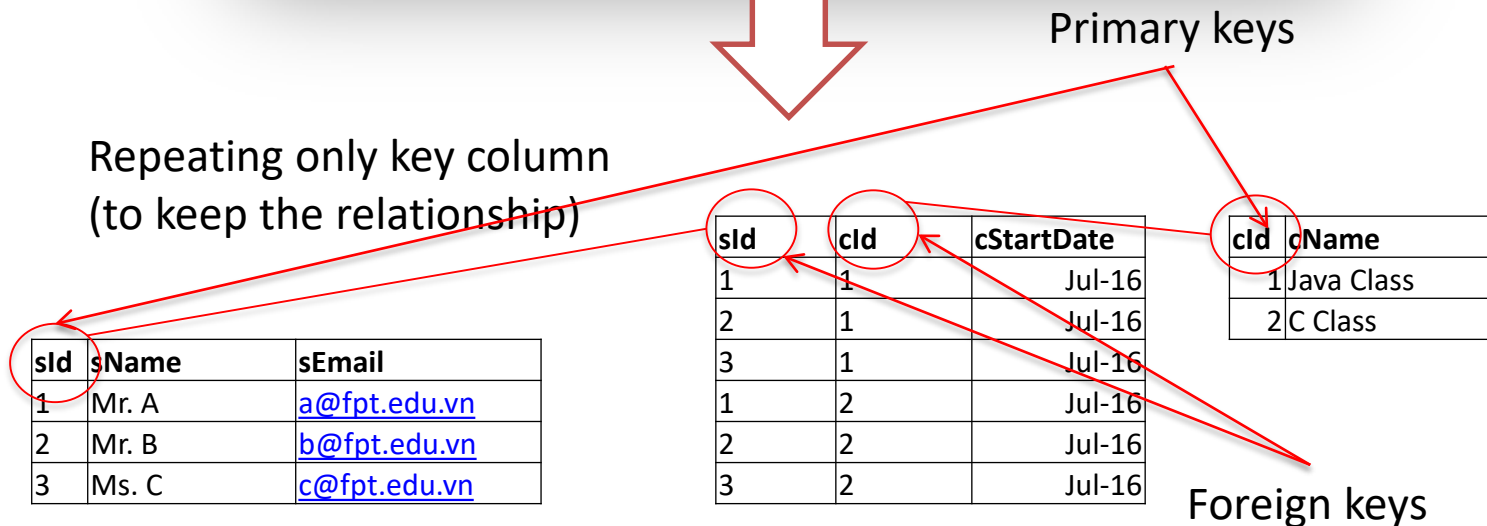 Primary keys
Repeating only key column
(to keep the relationship)
sId cId cStartDate
1 1 Jul-16
2 1 Jul-16
3 1 Jul-16
1 2 Jul-16
2 2 Jul-16
3 2 Jul-16
cId cName
1 Java Class
2 C Class
sId sName sEmail
1 Mr. A a@fpt.edu.vn
2 Mr. B b@fpt.edu.vn
3 Ms. C c@fpt.edu.vn
Foreign keys